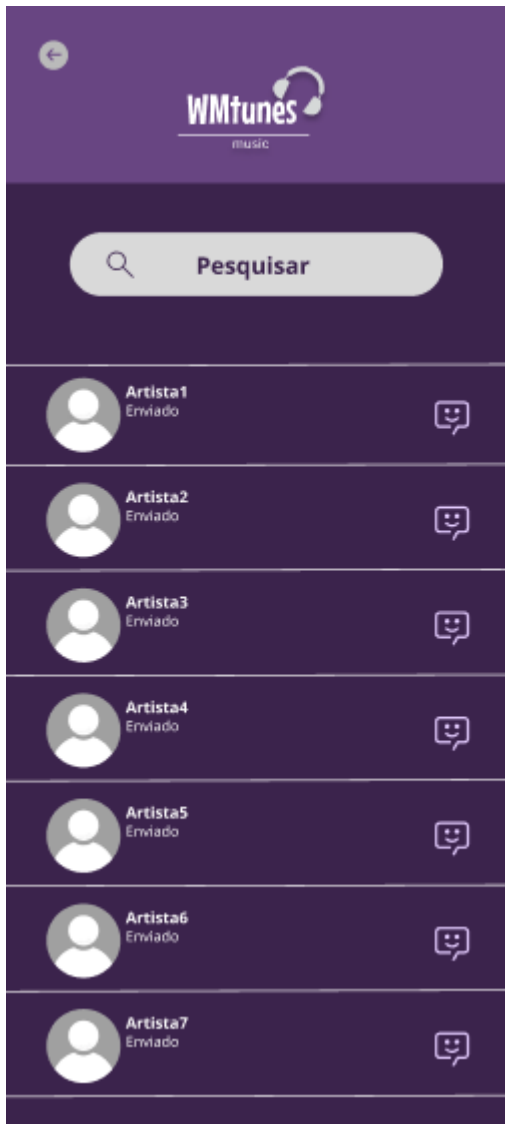 WMtunes
music
Pesquisar
Artista1
Enviado
Artista2
Enviado
Artista3
Enviado
Artista4
Enviado
Artista5
Enviado
Artista6
Enviado
Artista7
Enviado